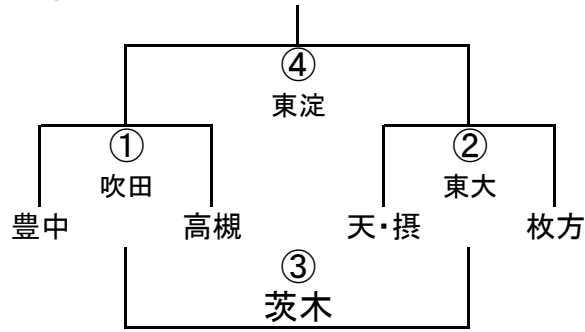 ④
東淀
① ②
吹田 東大
豊中 高槻 天・摂 枚方
③
茨木